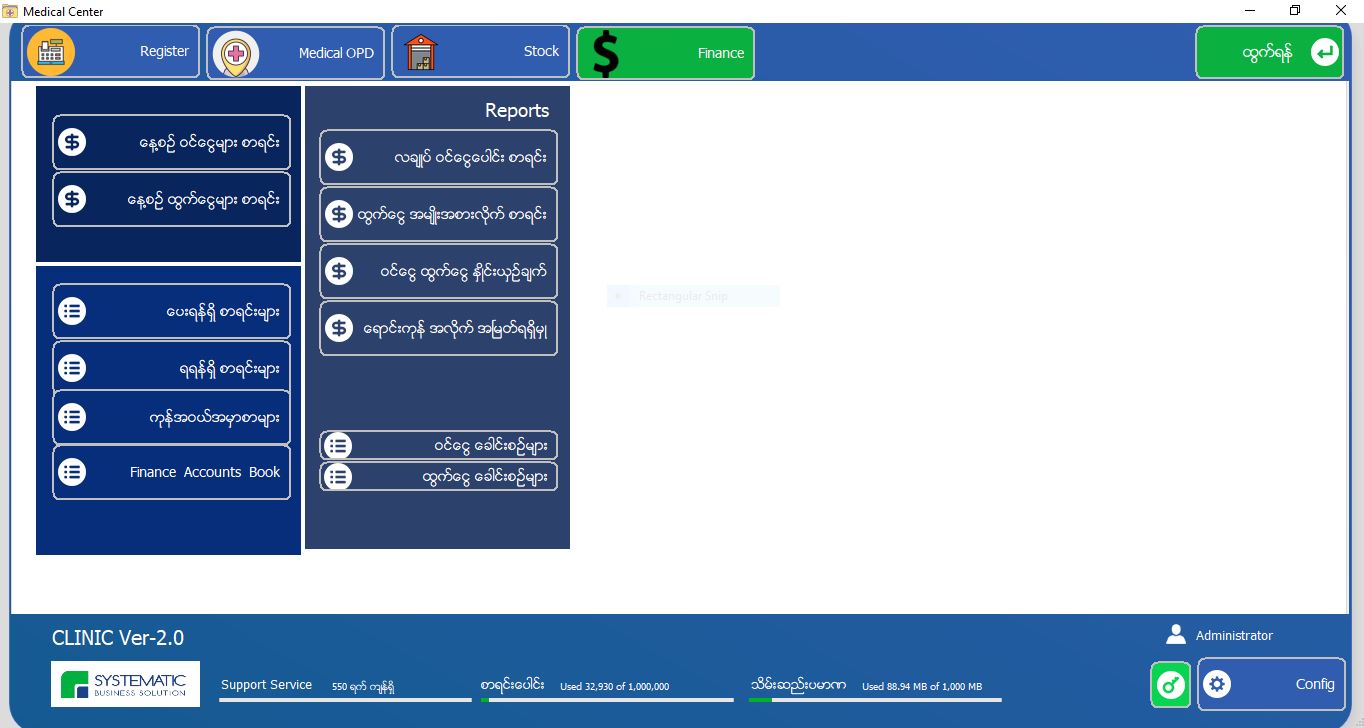 Medical Center
Register
Medical OPD
Stock
Finance
ထွက်ရန်
နေ့စဉ် ဝင်ငွေများ စာရင်း
နေ့စဉ် ထွက်ငွေများ စာရင်း
ပေးရန်ရှိ စာရင်းများ
ရရန်ရှိ စာရင်းများ
ကုန်အဝယ်အမှာစာများ
Finance Accounts Book
Reports
လချုပ် ဝင်ငွေပေါင်း စာရင်း
ထွက်ငွေ အမျိုးအစားလိုက် စာရင်း
ဝင်ငွေ ထွက်ငွေ နှိုင်းယှဉ်ချက်
ရောင်းကုန် အလိုက် အမြတ်ရရှိမှု
ဝင်ငွေ ခေါင်းစဉ်များ
ထွက်ငွေ ခေါင်းစဉ်များ
Rectangular Snip
CLINIC Ver-2.0
SYSTEMATIC
BUSINESS SOLUTION
Support Service 550 ရက် ကျန်ရှိ
စာရင်းပေါင်း Used 32,930 of 1,000,000
သိမ်းဆည်းပမာဏ Used 88.94 MB of 1,000 MB
Administrator
Config